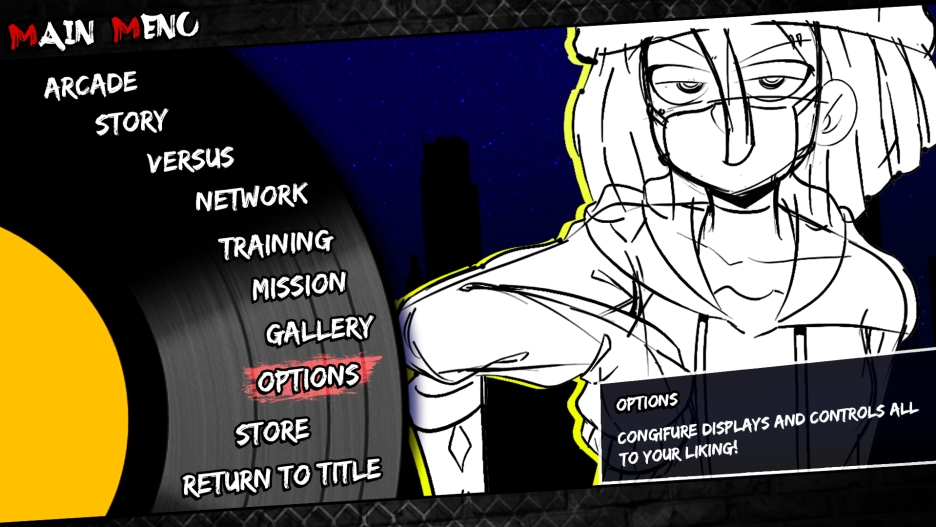 MAIN MENU
ARCADE
STORY
VERSUS
NETWORK
TRAINING
MISSION
GALLERY
OPTIONS
STORE
RETURN TO TITLE
OPTIONS
CONGIFURE DISPLAYS AND CONTROLS ALL
TO YOUR LIKING!